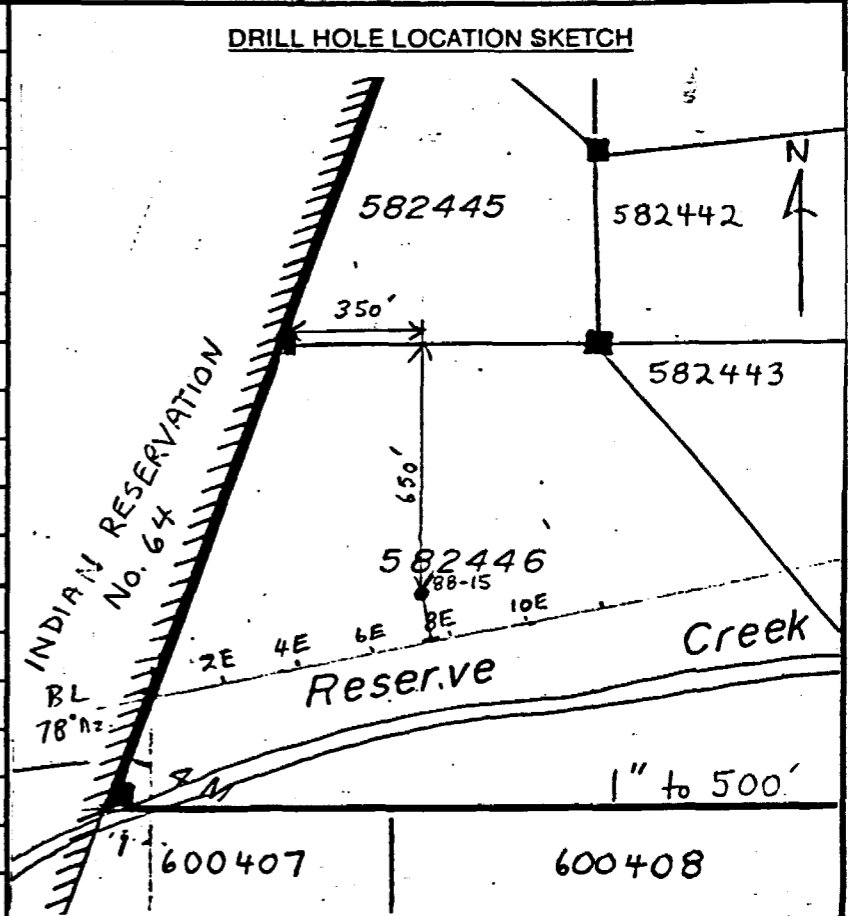 DRILL HOLE LOCATION SKETCH
N
582445
582442
350'
582443
INDIAN RESERVATION
No. 64
650'
582446
88-15
2E 4E 6E 8E 10E
BL
78° Az
Reserve Creek
1" to 500'
600407
600408